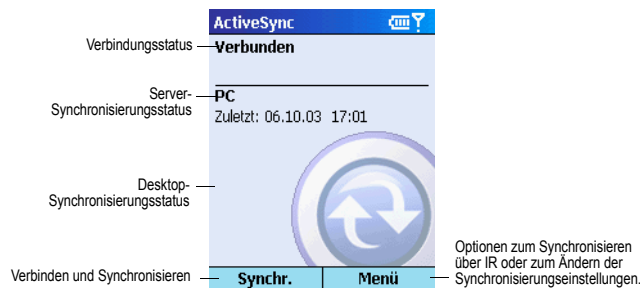 ActiveSync
Verbindungsstatus
Verbunden
Server-
Synchronisierungsstatus
PC
Zuletzt: 06.10.03 17:01
Desktop-
Synchronisierungsstatus
Verbinden und Synchronisieren
Synchr.
Menü
Optionen zum Synchronisieren
über IR oder zum Ändern der
Synchronisierungseinstellungen.